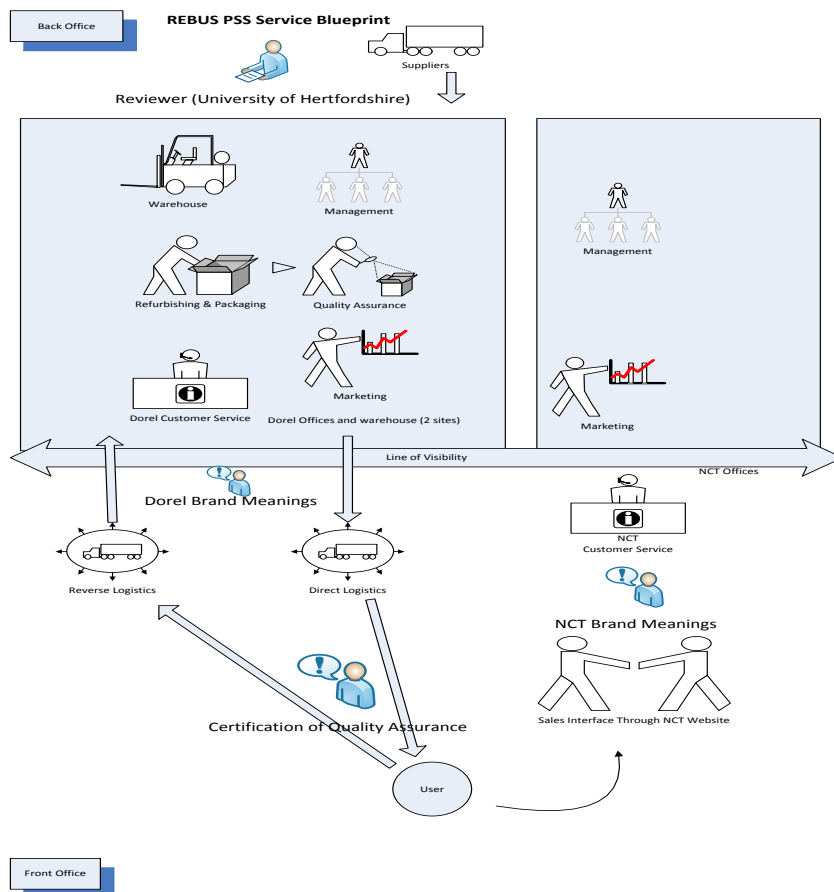 Back Office
REBUS PSS Service Blueprint
Suppliers
Reviewer (University of Hertfordshire)
Warehouse
Management
Management
Refurbishing & Packaging
Quality Assurance
Marketing
Marketing
Dorel Customer Service
Dorel Offices and warehouse (2 sites)
Line of Visibility
NCT Offices
Dorel Brand Meanings
NCT
Customer Service
Reverse Logistics
Direct Logistics
NCT Brand Meanings
Sales Interface Through NCT Website
Certification of Quality Assurance
User
Front Office